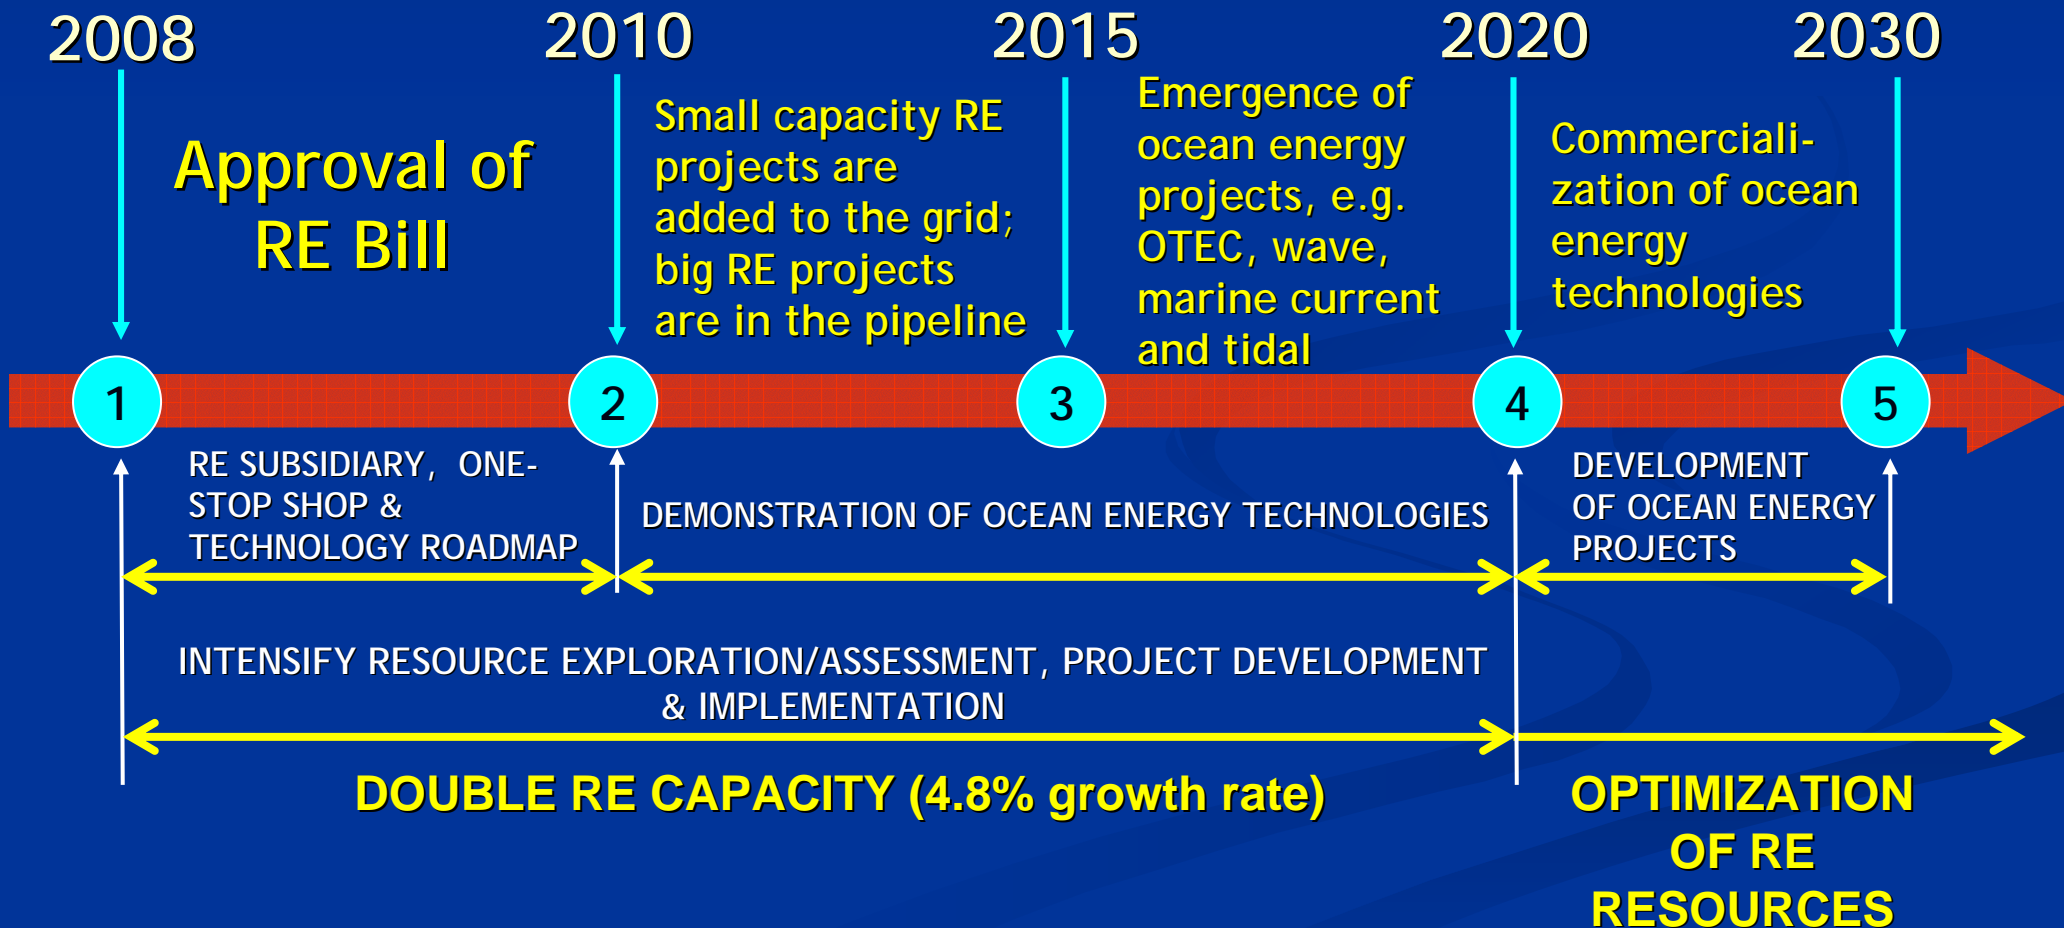 2008
2010
2015
2020
2030
Approval of
RE Bill
Small capacity RE
projects are
added to the grid;
big RE projects
are in the pipeline
Emergence of
ocean energy
projects, e.g.
OTEC, wave,
marine current
and tidal
Commerciali-
zation of ocean
energy
technologies
1
2
3
4
5
RE SUBSIDIARY, ONE-
STOP SHOP &
TECHNOLOGY ROADMAP
DEMONSTRATION OF OCEAN ENERGY TECHNOLOGIES
DEVELOPMENT
OF OCEAN ENERGY
PROJECTS
INTENSIFY RESOURCE EXPLORATION/ASSESSMENT, PROJECT DEVELOPMENT
& IMPLEMENTATION
DOUBLE RE CAPACITY (4.8% growth rate)
OPTIMIZATION
OF RE
RESOURCES